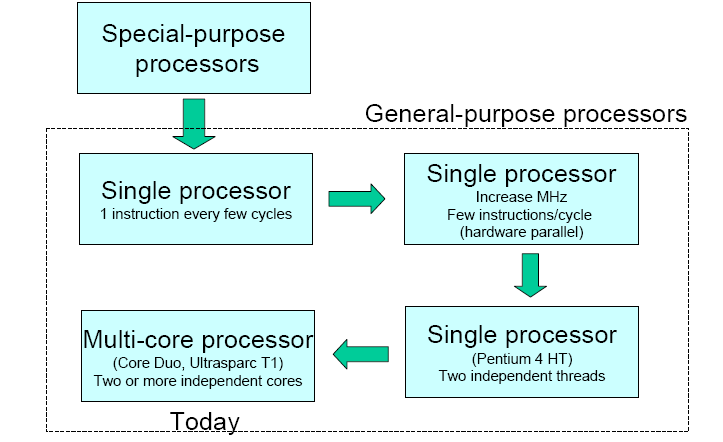 Special-purpose
processors
General-purpose processors
Single processor
1 instruction every few cycles
Single processor
Increase MHz
Few instructions/cycle
(hardware parallel)
Single processor
(Pentium 4 HT)
Two independent threads
Multi-core processor
(Core Duo, Ultrasparc T1)
Two or more independent cores
Today